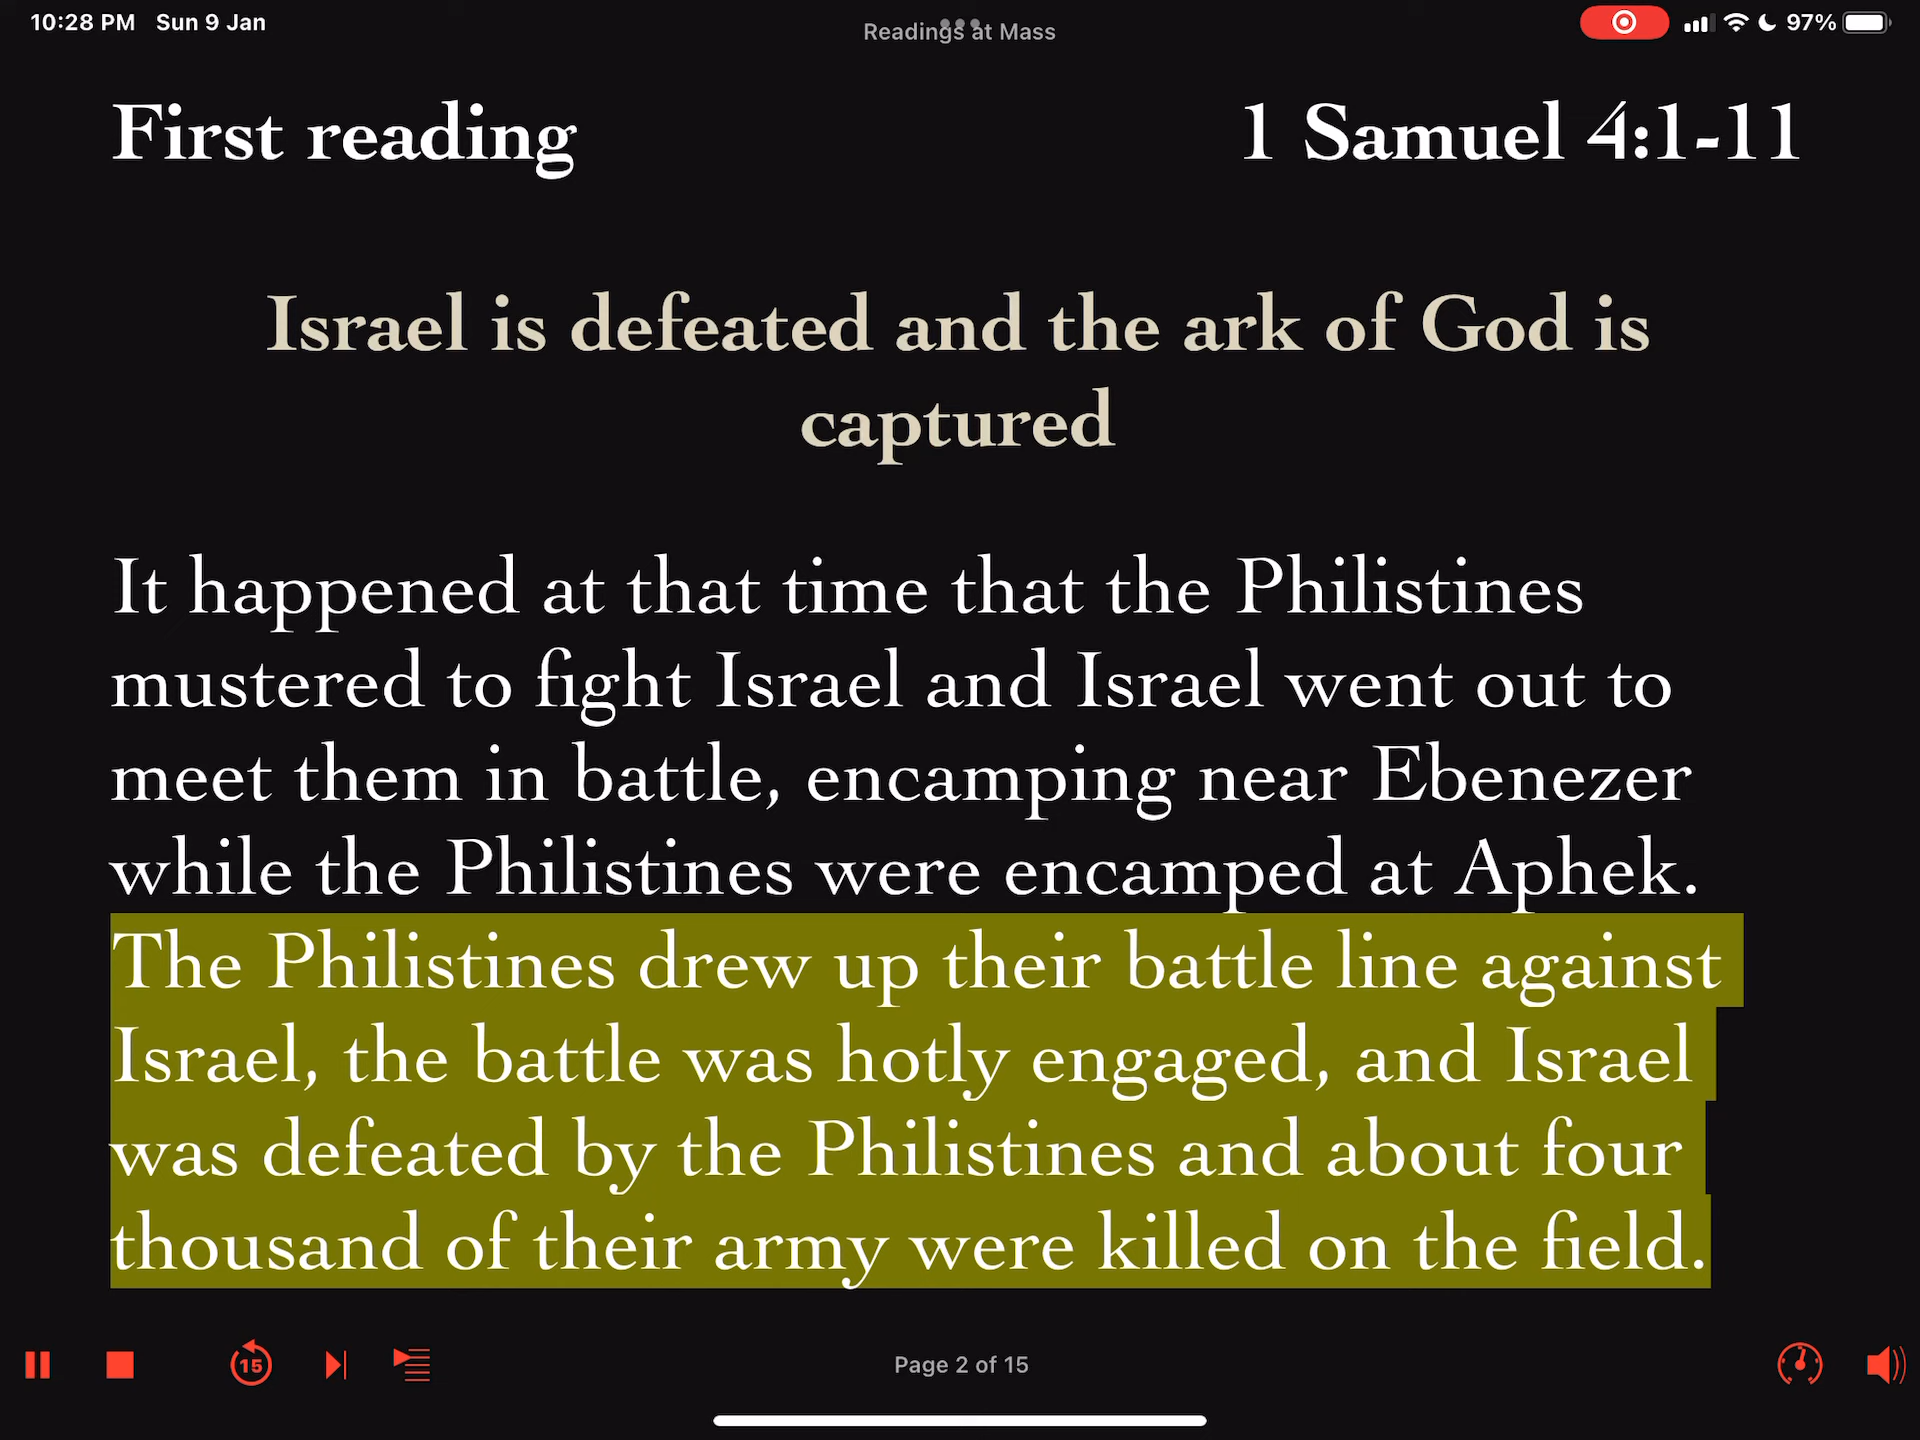 10:28 PM Sun 9 Jan
Readings at Mass
97%
First reading
1 Samuel 4:1-11
Israel is defeated and the ark of God is
captured
It happened at that time that the Philistines
mustered to fight Israel and Israel went out to
meet them in battle, encamping near Ebenezer
while the Philistines were encamped at Aphek.
The Philistines drew up their battle line against
Israel, the battle was hotly engaged, and Israel
was defeated by the Philistines and about four
thousand of their army were killed on the field.
15
Page 2 of 15